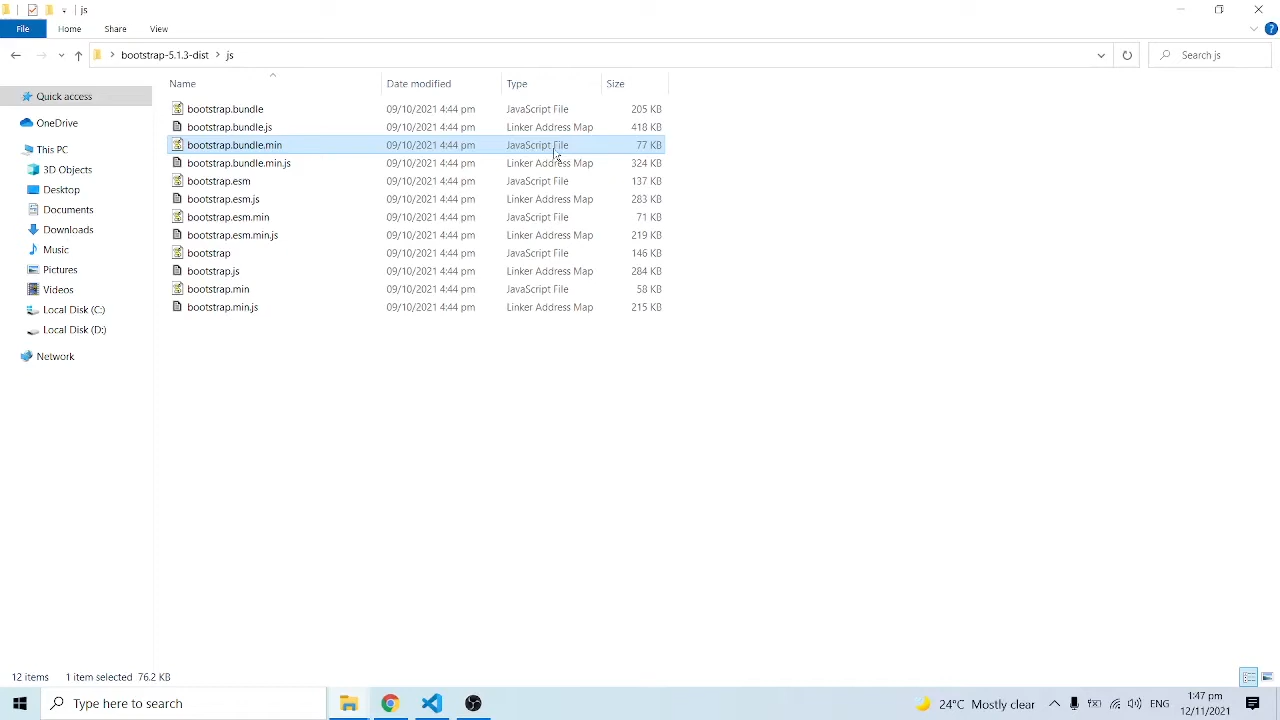 js
File Home Share View
bootstrap-5.1.3-dist js
Search js
Name Date modified Type Size
Quick access
OneDrive
This PC
3D Objects
Desktop
Documents
Downloads
Music
Pictures
Videos
Local Disk (C:)
Local Disk (D:)
Network
bootstrap.bundle 09/10/2021 4:44 pm JavaScript File 205 KB
bootstrap.bundle.js 09/10/2021 4:44 pm Linker Address Map 418 KB
bootstrap.bundle.min 09/10/2021 4:44 pm JavaScript File 77 KB
bootstrap.bundle.min.js 09/10/2021 4:44 pm Linker Address Map 324 KB
bootstrap.esm 09/10/2021 4:44 pm JavaScript File 137 KB
bootstrap.esm.js 09/10/2021 4:44 pm Linker Address Map 283 KB
bootstrap.esm.min 09/10/2021 4:44 pm JavaScript File 71 KB
bootstrap.esm.min.js 09/10/2021 4:44 pm Linker Address Map 219 KB
bootstrap 09/10/2021 4:44 pm JavaScript File 146 KB
bootstrap.js 09/10/2021 4:44 pm Linker Address Map 284 KB
bootstrap.min 09/10/2021 4:44 pm JavaScript File 58 KB
bootstrap.min.js 09/10/2021 4:44 pm Linker Address Map 215 KB
12 items 1 item selected 76.2 KB
Type here to search
24°C Mostly clear
ENG
1:47 pm
12/11/2021